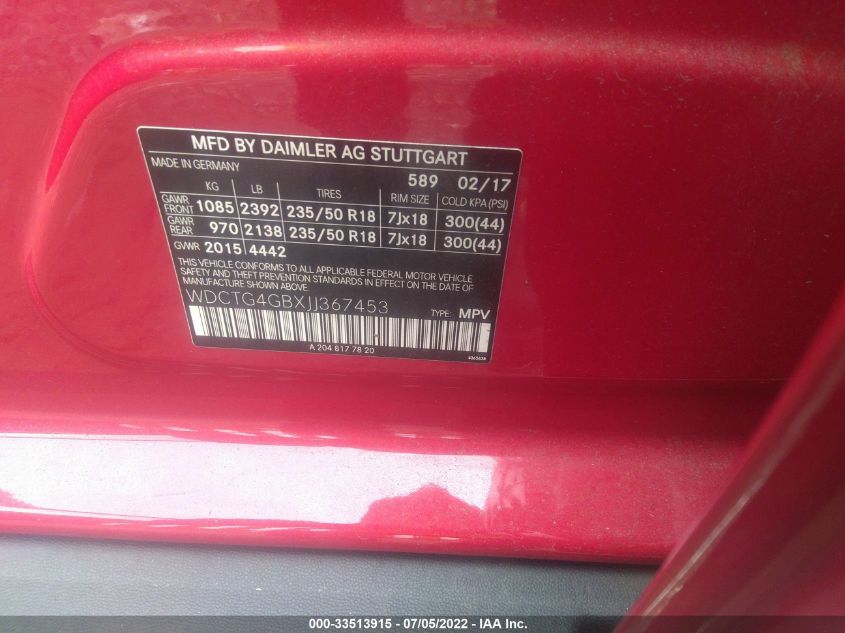 MFD BY DAIMLER AG STUTTGART
MADE IN GERMANY
589 02/17
KG LB TIRES RIM SIZE COLD KPA (PSI)
GAWR FRONT 1085 2392 235/50 R18 7Jx18 300(44)
GAWR REAR 970 2138 235/50 R18 7Jx18 300(44)
GVWR 2015 4442
THIS VEHICLE CONFORMS TO ALL APPLICABLE FEDERAL MOTOR VEHICLE
SAFETY AND THEFT PREVENTION STANDARDS IN EFFECT ON THE DATE OF
MANUFACTURE SHOWN ABOVE.
WDCTG4GBXJJ367453
TYPE: MPV
A 204 817 78 20
000-33513915 - 07/05/2022 - IAA Inc.